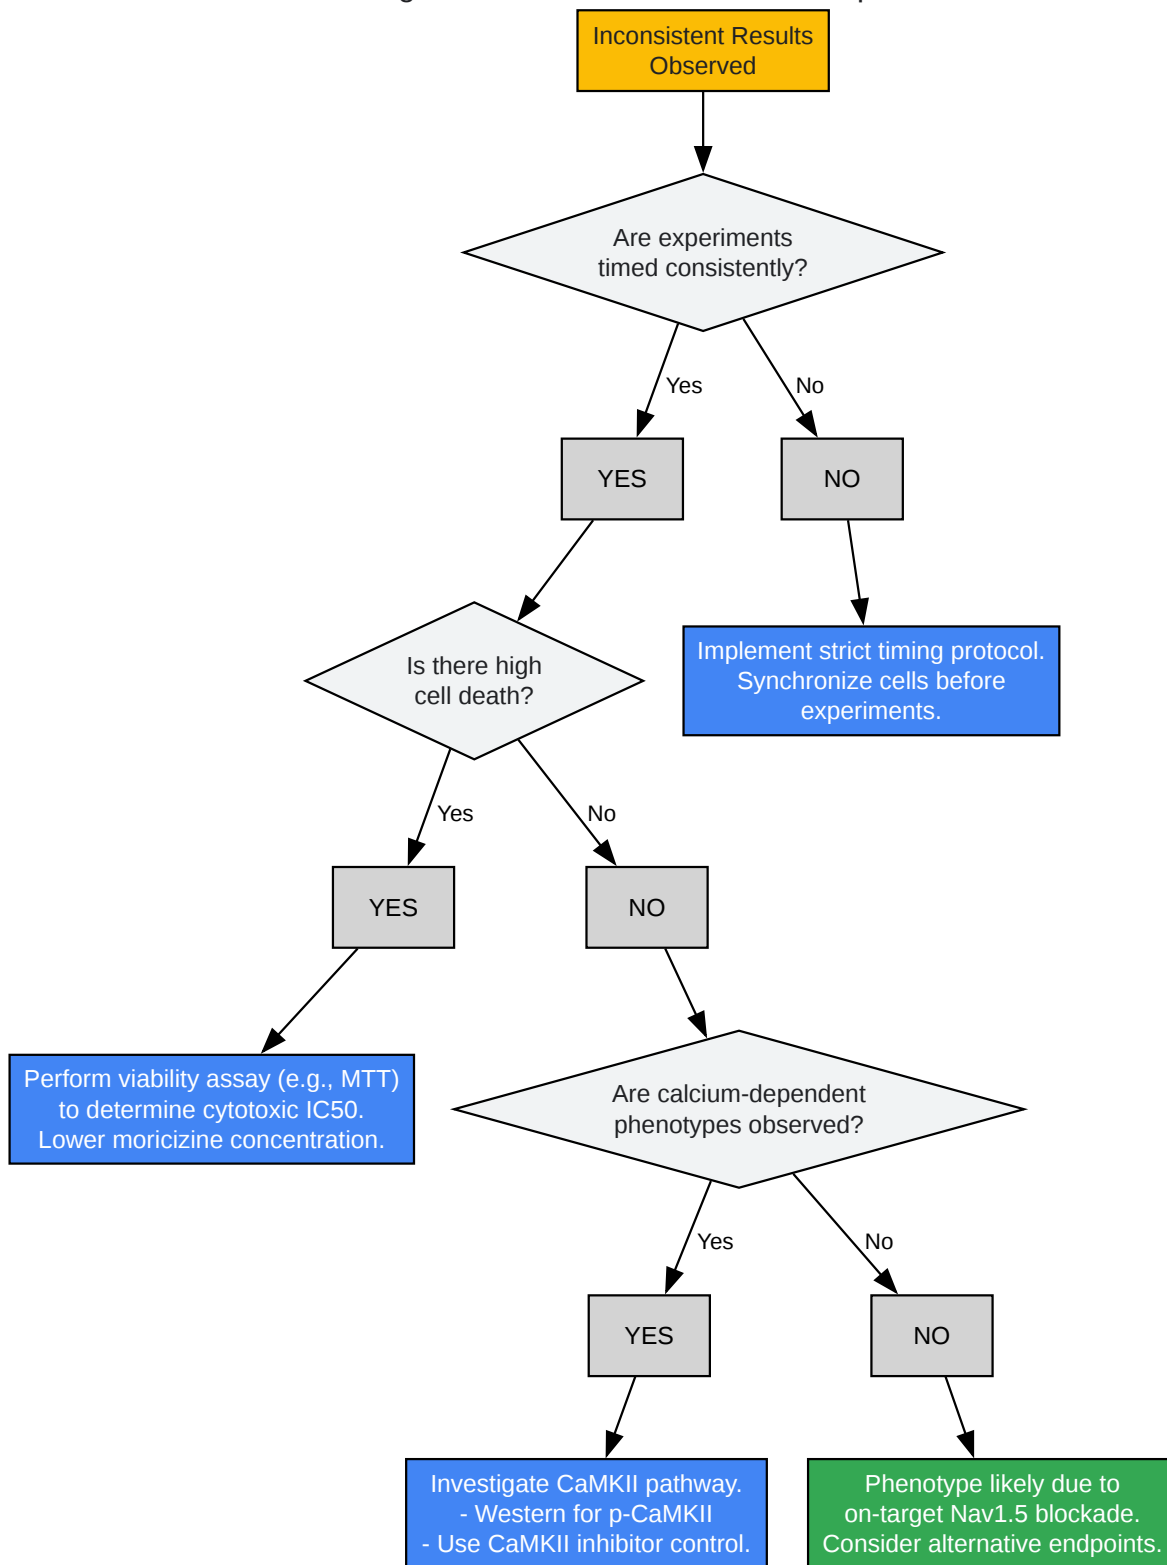 Inconsistent Results
Observed
Are experiments
timed consistently?
Yes
No
YES
NO
Implement strict timing protocol.
Synchronize cells before
experiments.
Is there high
cell death?
Yes
No
YES
NO
Perform viability assay (e.g., MTT)
to determine cytotoxic IC50.
Lower moricizine concentration.
Are calcium-dependent
phenotypes observed?
Yes
No
YES
NO
Investigate CaMKII pathway.
- Western for p-CaMKII
- Use CaMKII inhibitor control.
Phenotype likely due to
on-target Nav1.5 blockade.
Consider alternative endpoints.